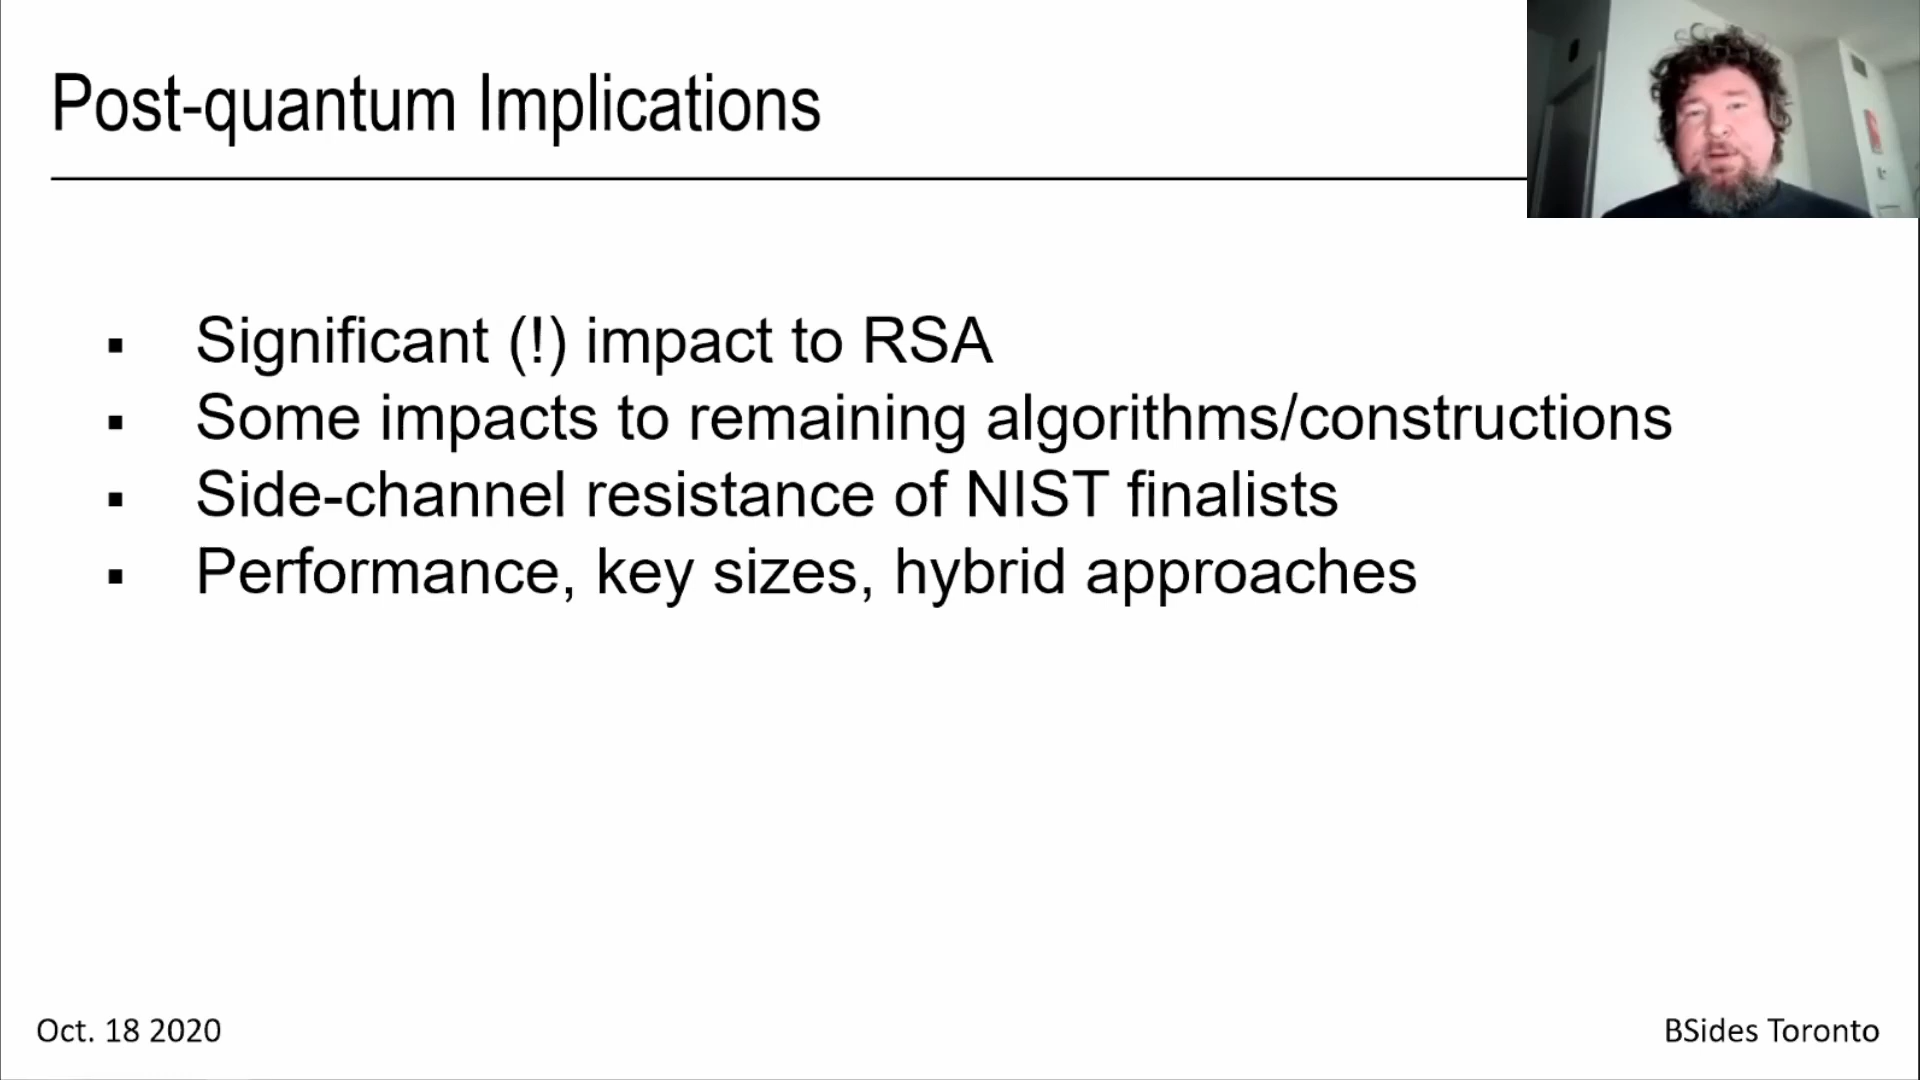 Post-quantum Implications
▪ Significant (!) impact to RSA
▪ Some impacts to remaining algorithms/constructions
▪ Side-channel resistance of NIST finalists
▪ Performance, key sizes, hybrid approaches
Oct. 18 2020
BSides Toronto